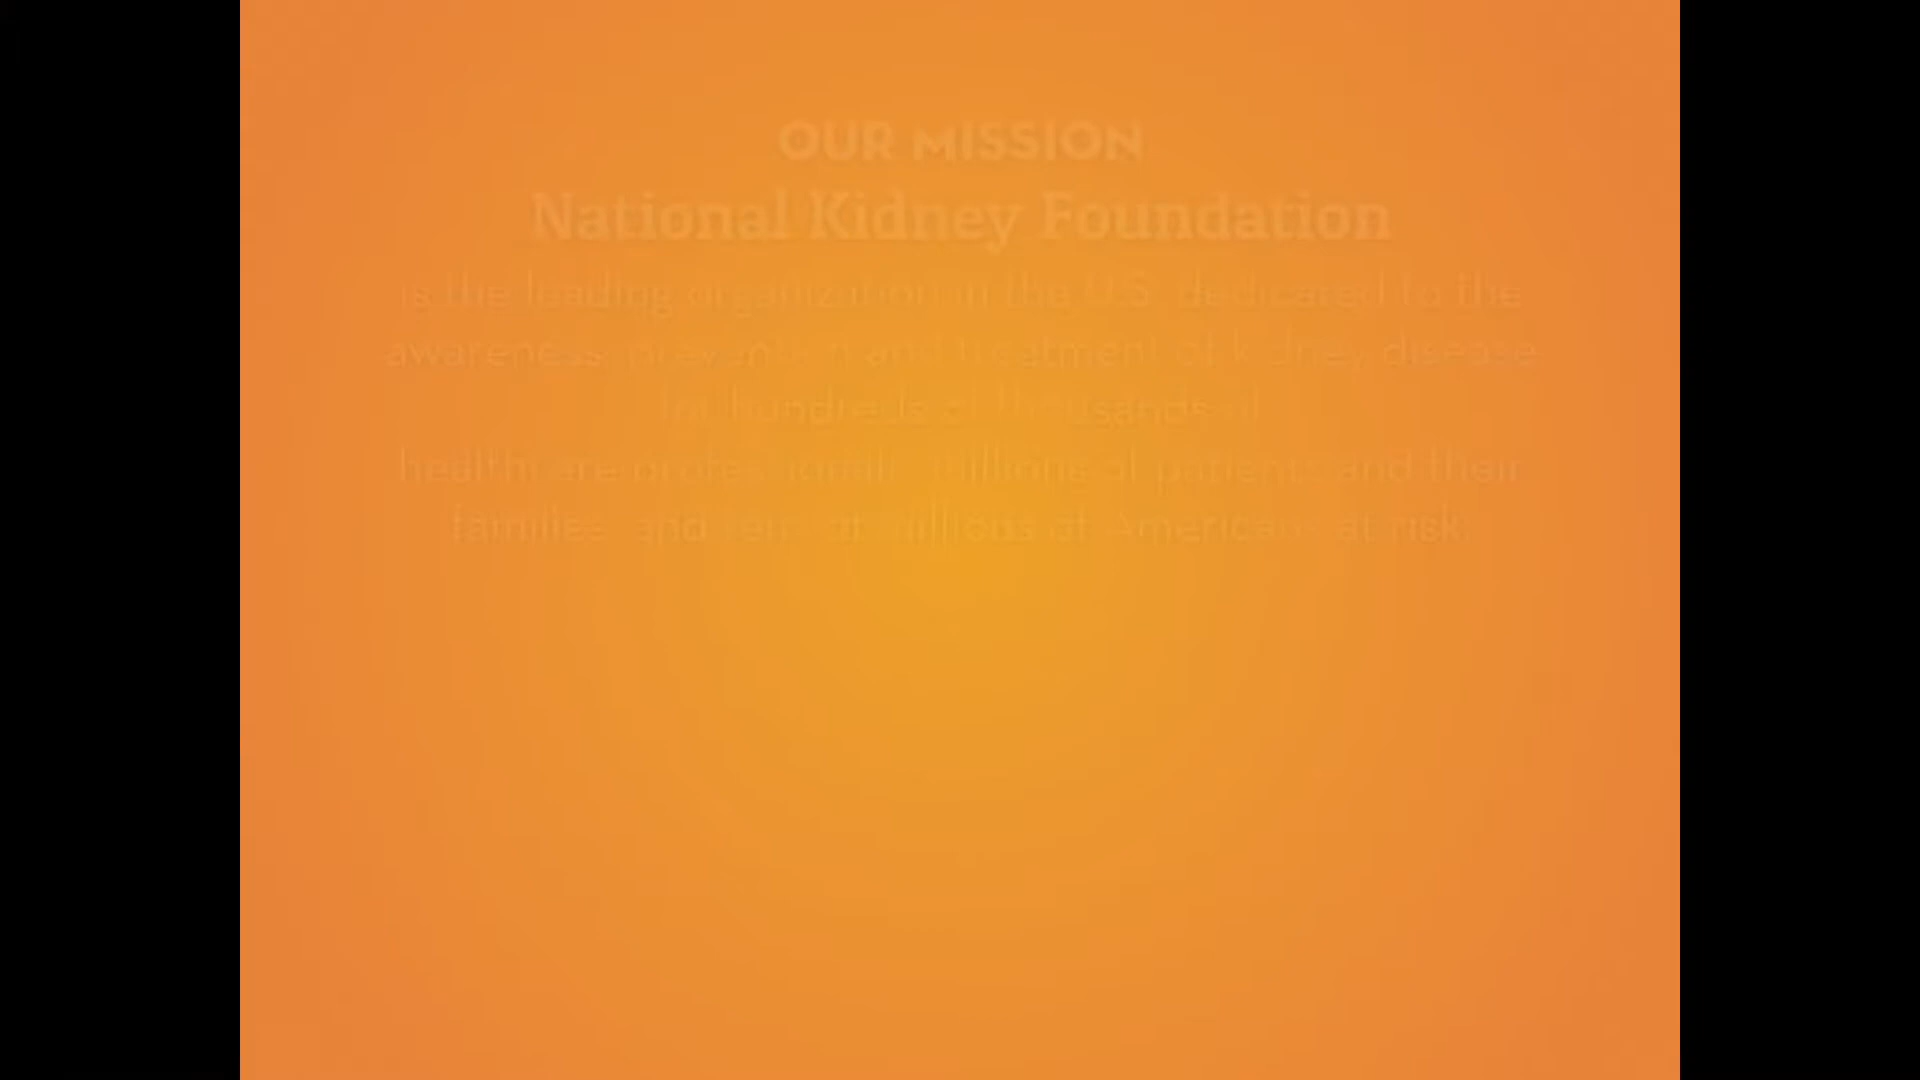 OUR MISSION
National Kidney Foundation
is the leading organization in the U.S. dedicated to the
awareness, prevention and treatment of kidney disease
for hundreds of thousands of
healthcare professionals, millions of patients and their
families, and tens of millions of Americans at risk.